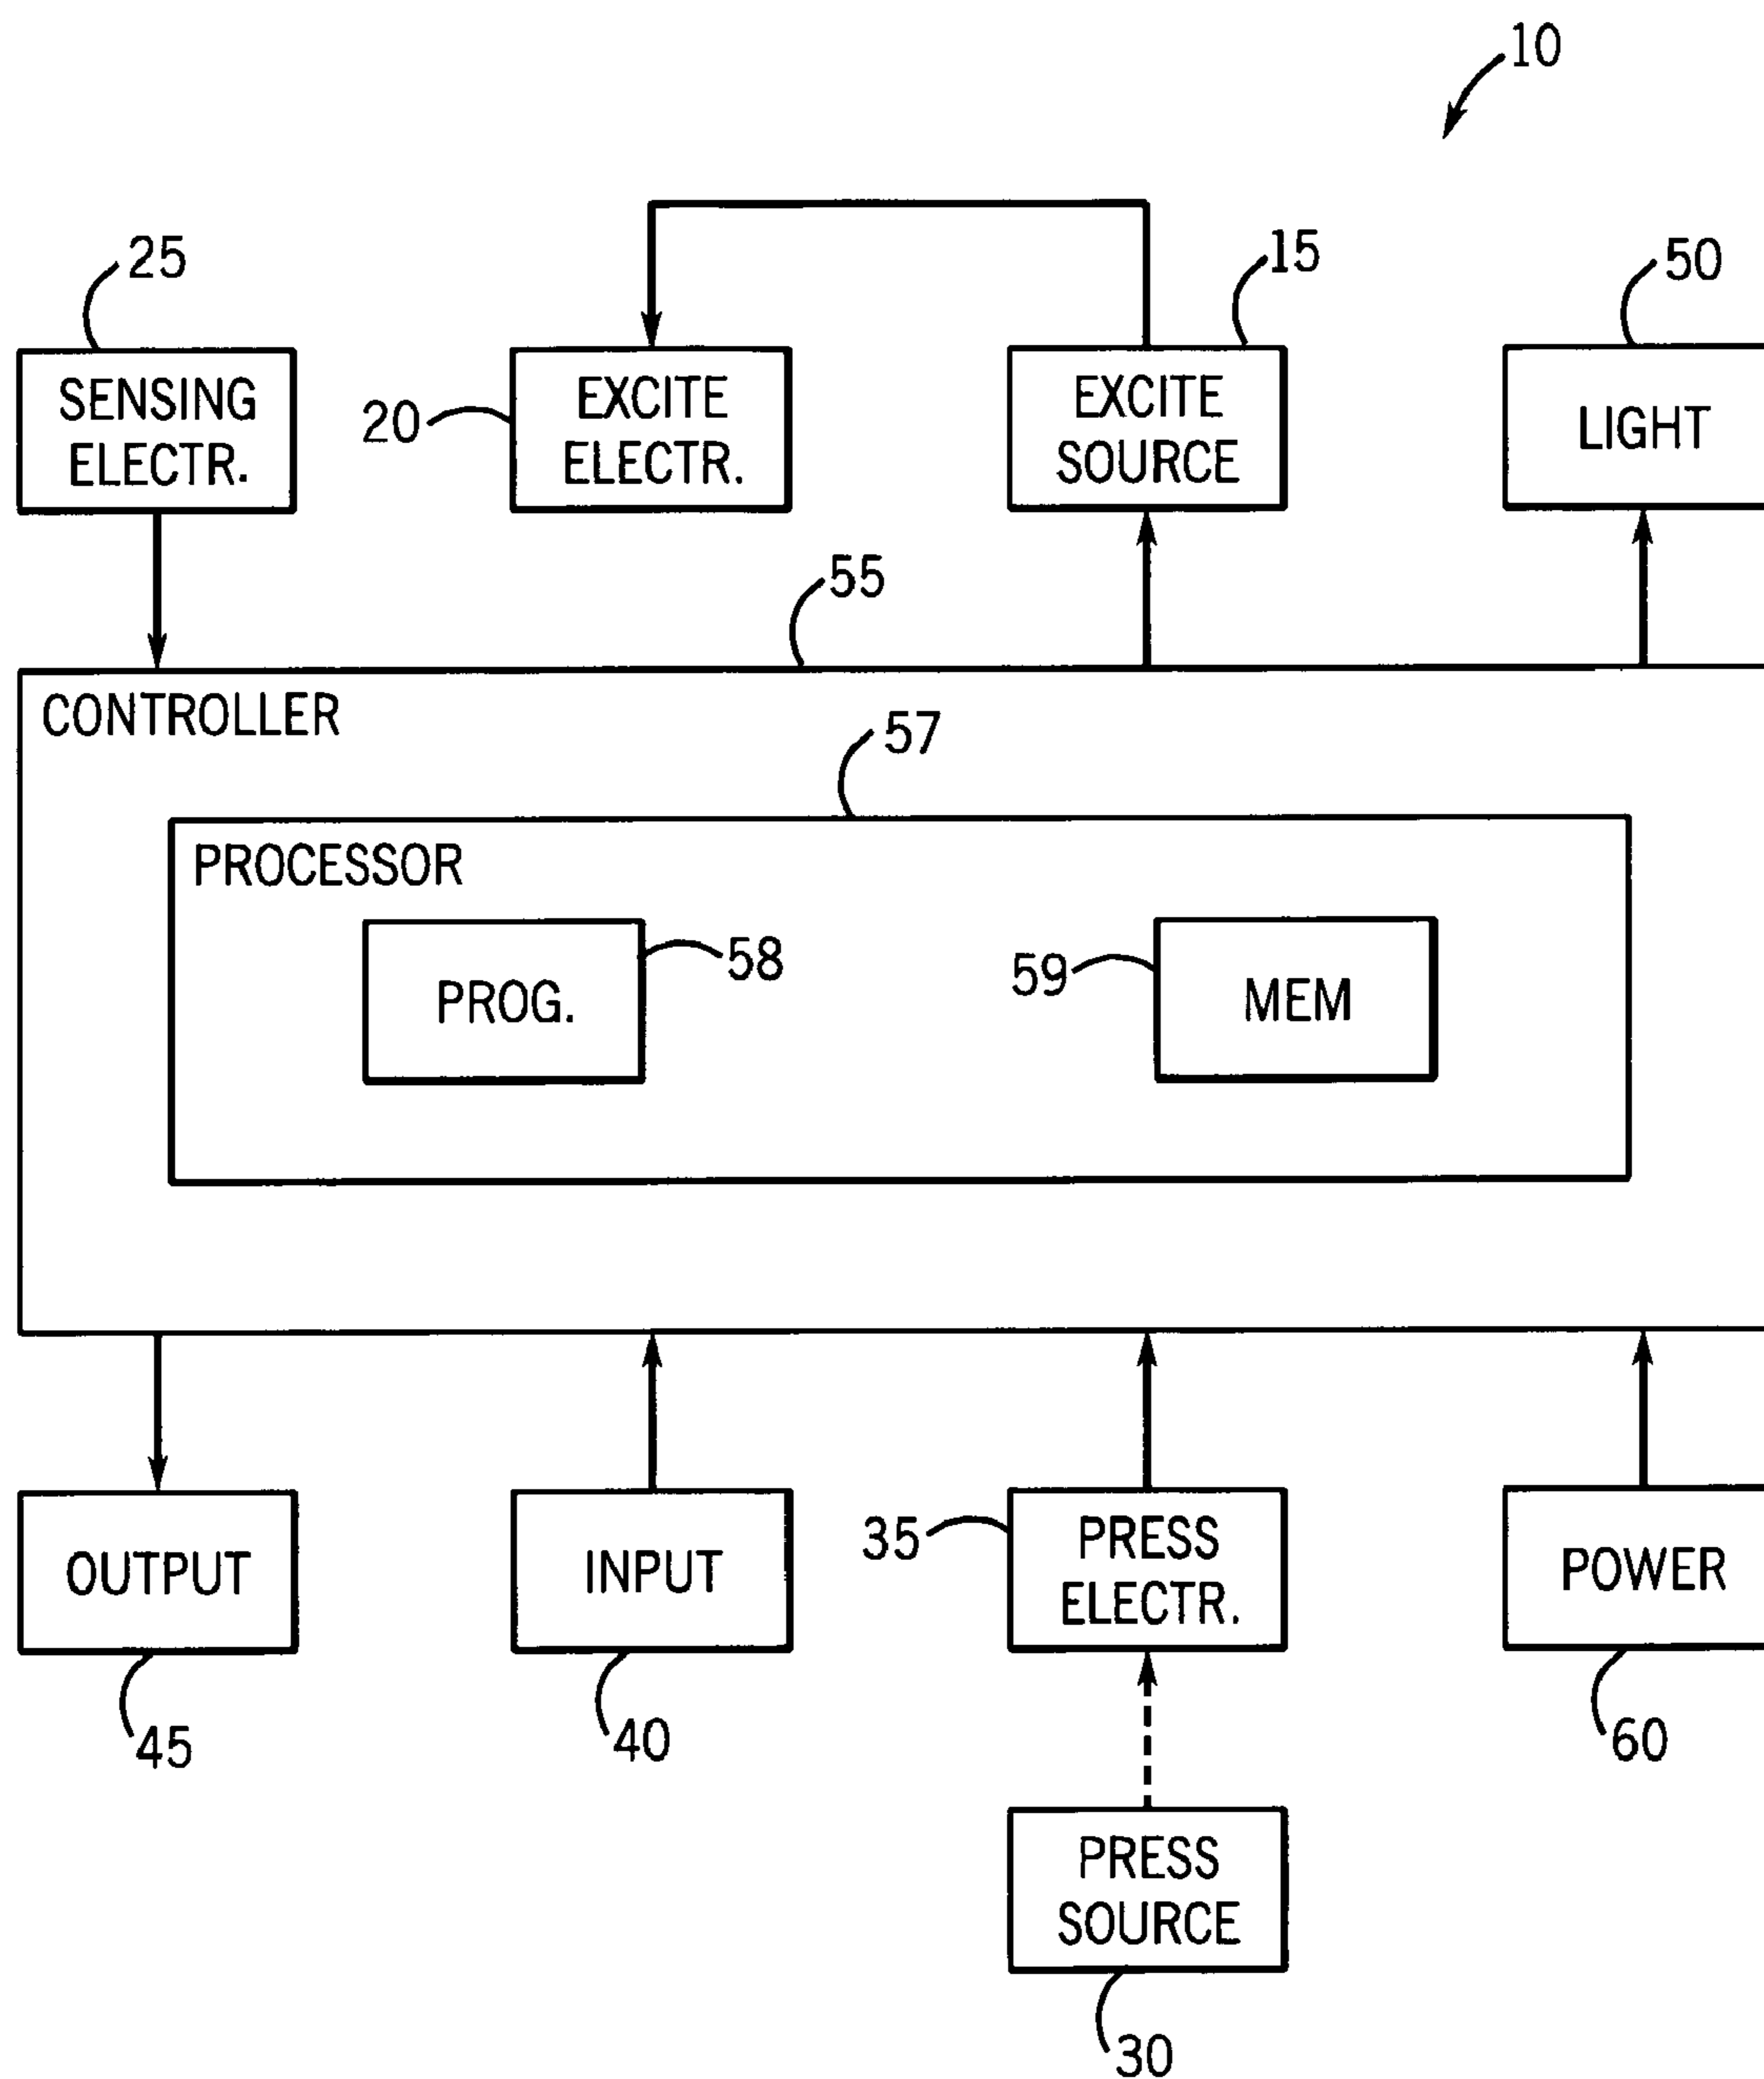 10
25
15
50
SENSING
ELECTR.
20
EXCITE
ELECTR.
EXCITE
SOURCE
LIGHT
55
CONTROLLER
57
PROCESSOR
PROG.
58
59
MEM
OUTPUT
INPUT
35
PRESS
ELECTR.
POWER
45
40
60
PRESS
SOURCE
30